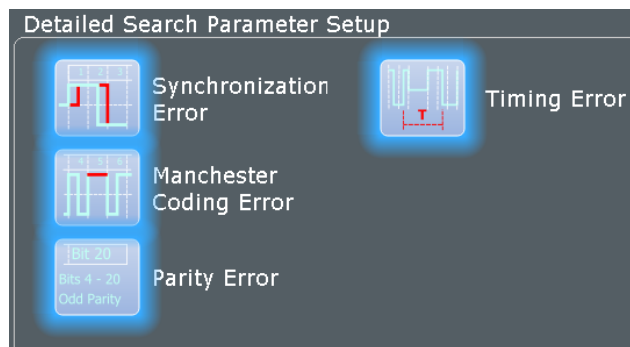 Detailed Search Parameter Setup
1 2 3
Synchronization
Error
T
Timing Error
4 5 6
Manchester
Coding Error
Bit 20
Bits 4 - 20
Odd Parity
Parity Error